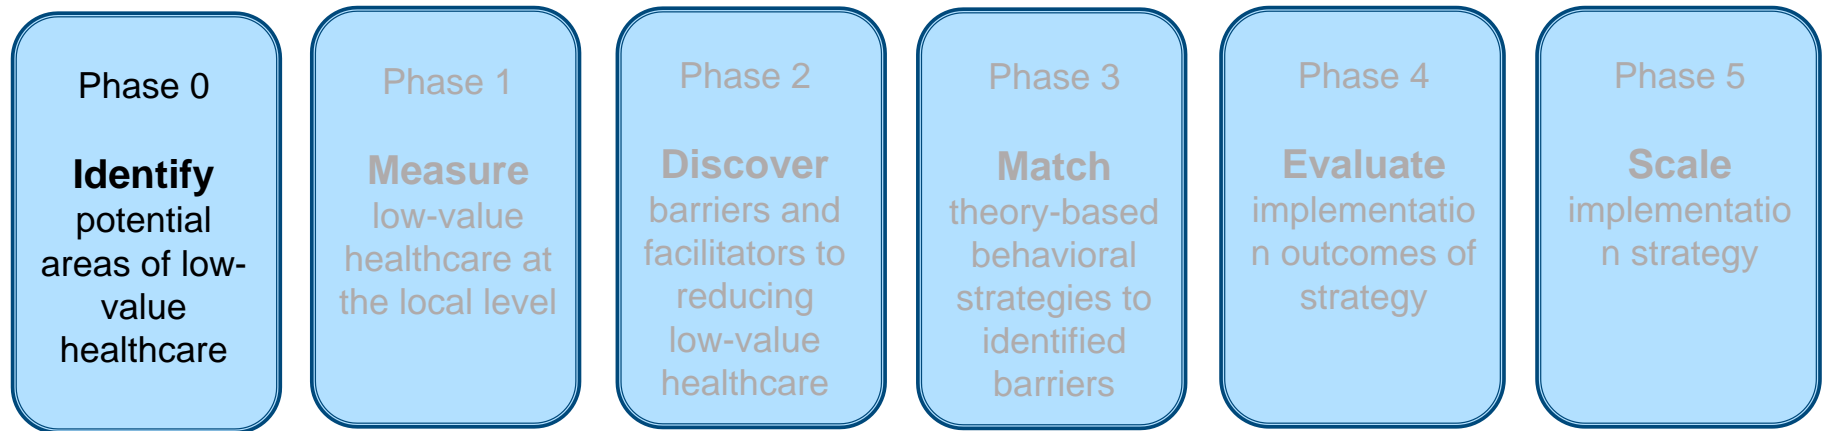 Phase 0
Identify
potential
areas of low-
value
healthcare
Phase 1
Measure
low-value
healthcare at
the local level
Phase 2
Discover
barriers and
facilitators to
reducing
low-value
healthcare
Phase 3
Match
theory-based
behavioral
strategies to
identified
barriers
Phase 4
Evaluate
implementatio
n outcomes of
strategy
Phase 5
Scale
implementatio
n strategy